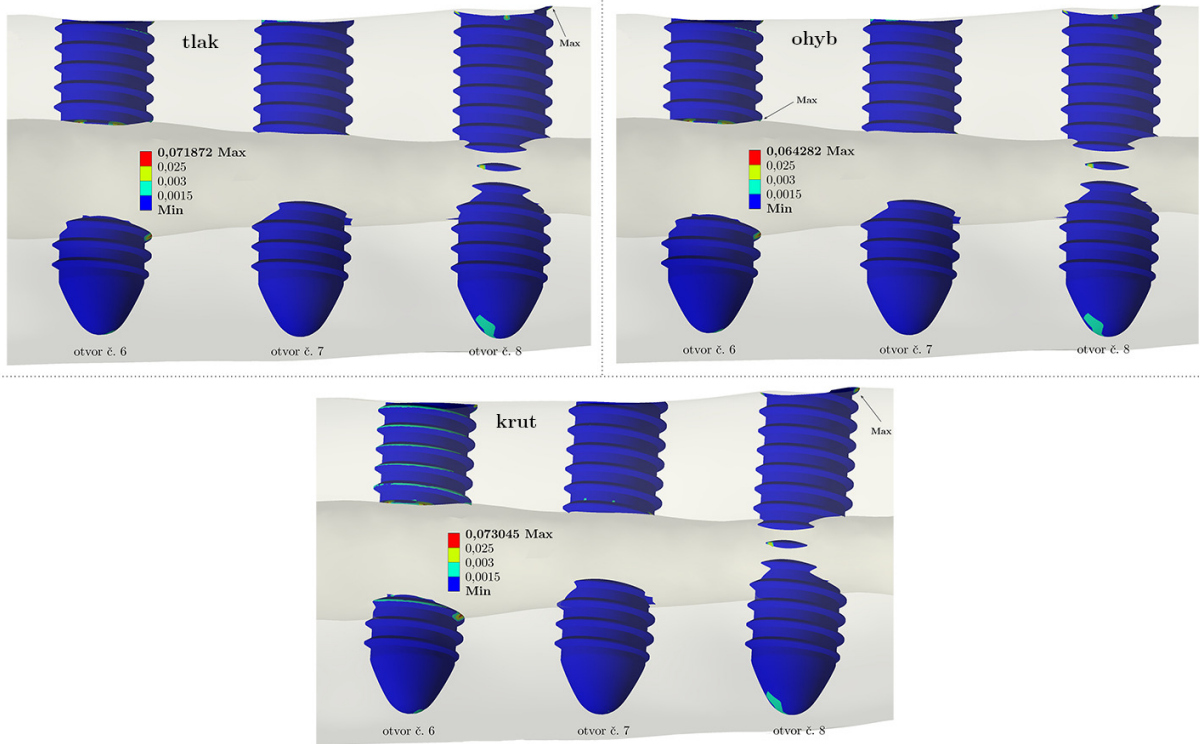 tlak
Max
0,071872 Max
0,025
0,003
0,0015
Min
otvor č. 6
otvor č. 7
otvor č. 8
ohyb
Max
0,064282 Max
0,025
0,003
0,0015
Min
otvor č. 6
otvor č. 7
otvor č. 8
krut
Max
0,073045 Max
0,025
0,003
0,0015
Min
otvor č. 6
otvor č. 7
otvor č. 8